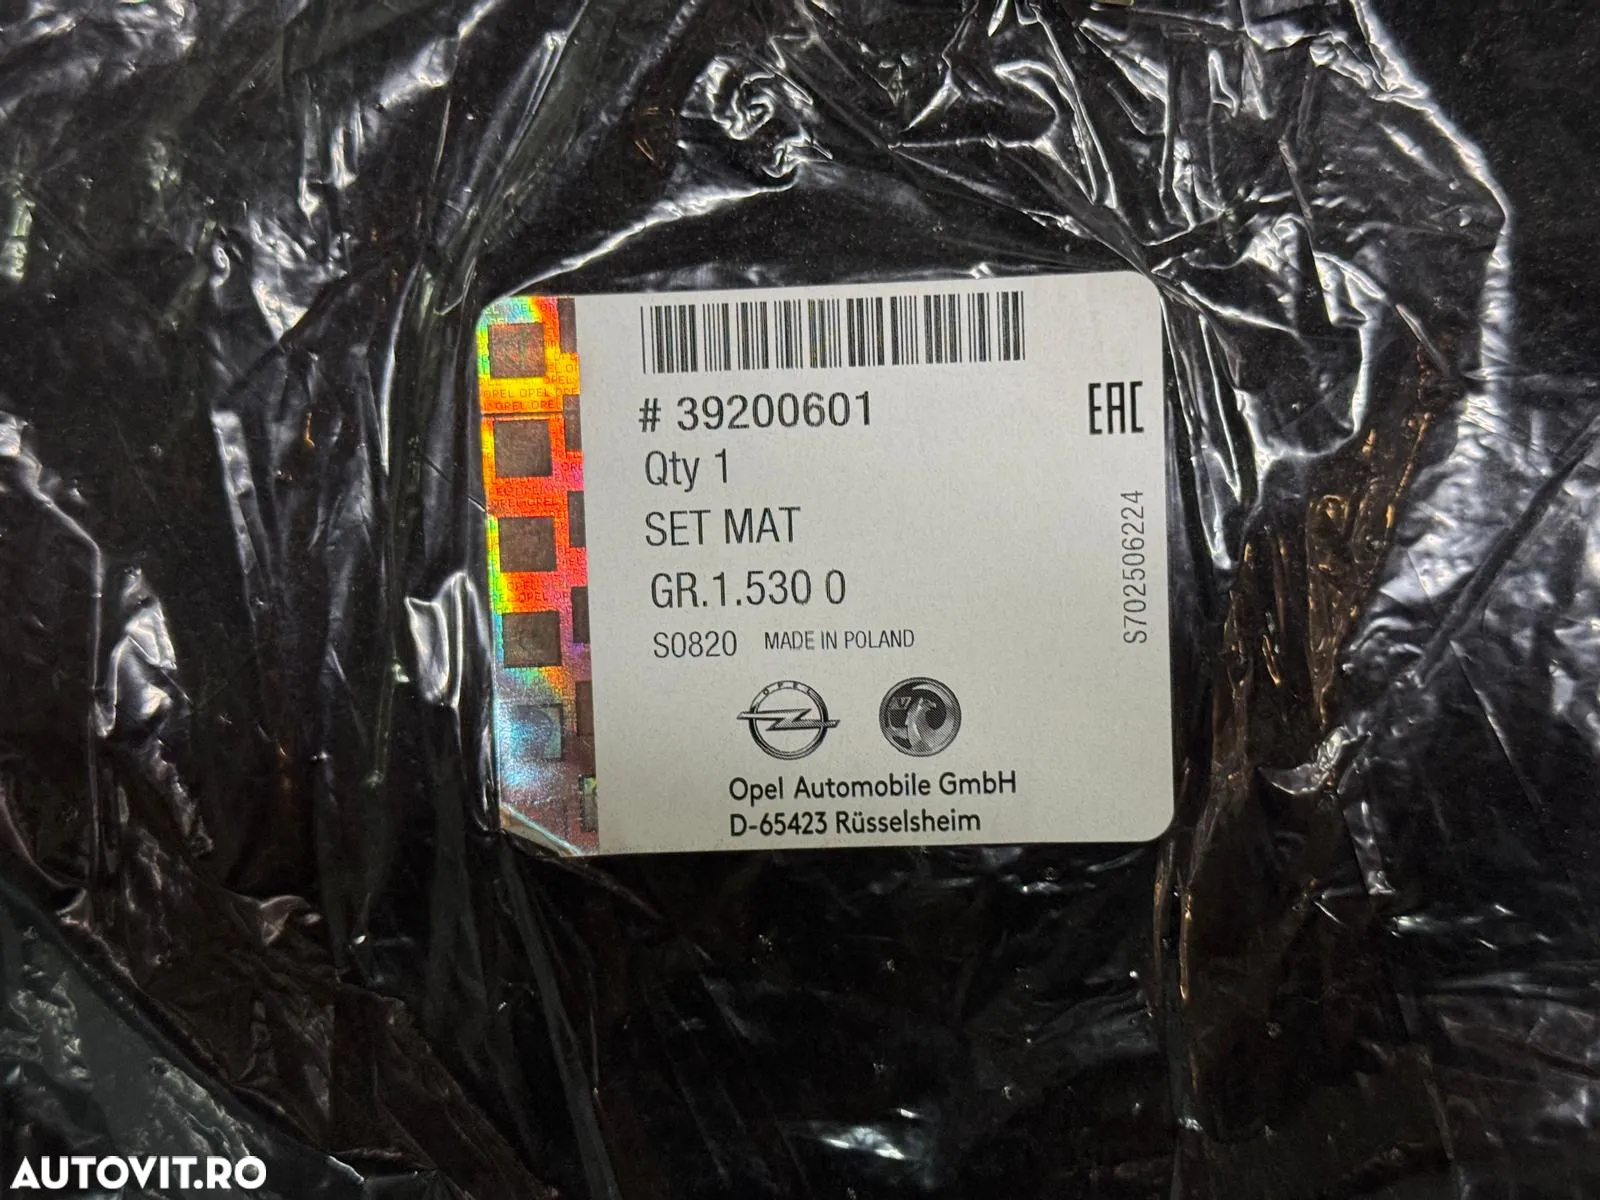 # 39200601
EAC
Qty 1
SET MAT
GR.1.530 0
S0820 MADE IN POLAND
S702506224
OPEL
Opel Automobile GmbH
D-65423 Rüsselsheim
AUTOVIT.RO